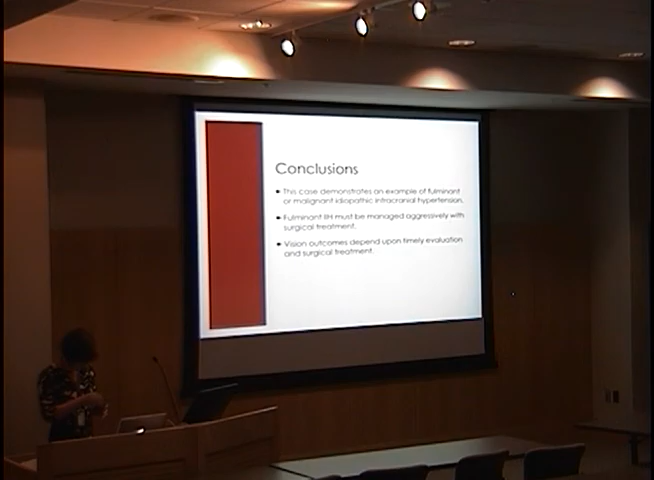 Conclusions
• This case demonstrates an example of fulminant
or malignant idiopathic intracranial hypertension.
• Fulminant IIH must be managed aggressively with
surgical treatment.
• Vision outcomes depend upon timely evaluation
and surgical treatment.